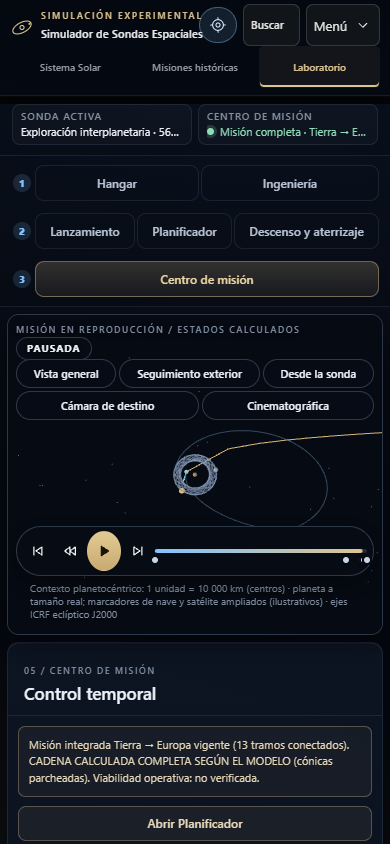 SIMULACIÓN EXPERIMENTAL
Simulador de Sondas Espaciales
Buscar
Menú
Sistema Solar
Misiones históricas
Laboratorio
SONDA ACTIVA
Exploración interplanetaria · 56...
CENTRO DE MISIÓN
Misión completa · Tierra → E...
1
Hangar
Ingeniería
2
Lanzamiento
Planificador
Descenso y aterrizaje
3
Centro de misión
MISIÓN EN REPRODUCCIÓN / ESTADOS CALCULADOS
PAUSADA
Vista general
Seguimiento exterior
Desde la sonda
Cámara de destino
Cinematográfica
Contexto planetocéntrico: 1 unidad = 10 000 km (centros) · planeta a
tamaño real; marcadores de nave y satélite ampliados (ilustrativos) · ejes
ICRF eclíptico J2000
05 / CENTRO DE MISIÓN
Control temporal
Misión integrada Tierra → Europa vigente (13 tramos conectados).
CADENA CALCULADA COMPLETA SEGÚN EL MODELO (cónicas
parcheadas). Viabilidad operativa: no verificada.
Abrir Planificador